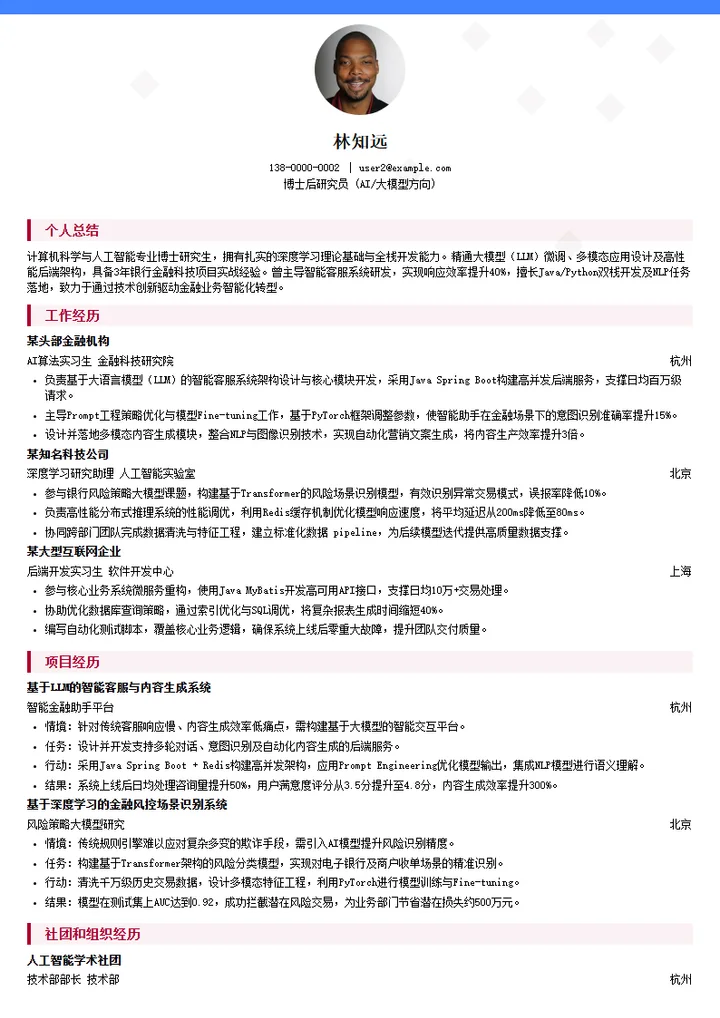 林知远
138-0000-0002 | user2@example.com
博士后研究员（AI/大模型方向）
个人总结
计算机科学与人工智能专业博士研究生，拥有扎实的深度学习理论基础与全栈开发能力。精通大模型（LLM）微调、多模态应用设计及高性
能后端架构，具备3年银行金融科技项目实战经验。曾主导智能客服系统研发，实现响应效率提升40%，擅长Java/Python双栈开发及NLP任务
落地，致力于通过技术创新驱动金融业务智能化转型。
工作经历
某头部金融机构
AI算法实习生 金融科技研究院 杭州
• 负责基于大语言模型（LLM）的智能客服系统架构设计与核心模块开发，采用Java Spring Boot构建高并发后端服务，支撑日均百万级
请求。
• 主导Prompt工程策略优化与模型Fine-tuning工作，基于PyTorch框架调整参数，使智能助手在金融场景下的意图识别准确率提升15%。
• 设计并落地多模态内容生成模块，整合NLP与图像识别技术，实现自动化营销文案生成，将内容生产效率提升3倍。
某知名科技公司
深度学习研究助理 人工智能实验室 北京
• 参与银行风险策略大模型课题，构建基于Transformer的风险场景识别模型，有效识别异常交易模式，误报率降低10%。
• 负责高性能分布式推理系统的性能调优，利用Redis缓存机制优化模型响应速度，将平均延迟从200ms降低至80ms。
• 协同跨部门团队完成数据清洗与特征工程，建立标准化数据 pipeline，为后续模型迭代提供高质量数据支撑。
某大型互联网企业
后端开发实习生 软件开发中心 上海
• 参与核心业务系统微服务重构，使用Java MyBatis开发高可用API接口，支撑日均10万+交易处理。
• 协助优化数据库查询策略，通过索引优化与SQL调优，将复杂报表生成时间缩短40%。
• 编写自动化测试脚本，覆盖核心业务逻辑，确保系统上线后零重大故障，提升团队交付质量。
项目经历
基于LLM的智能客服与内容生成系统
智能金融助手平台 杭州
• 情境：针对传统客服响应慢、内容生成效率低痛点，需构建基于大模型的智能交互平台。
• 任务：设计并开发支持多轮对话、意图识别及自动化内容生成的后端服务。
• 行动：采用Java Spring Boot + Redis构建高并发架构，应用Prompt Engineering优化模型输出，集成NLP模型进行语义理解。
• 结果：系统上线后日均处理咨询量提升50%，用户满意度评分从3.5分提升至4.8分，内容生成效率提升300%。
基于深度学习的金融风控场景识别系统
风险策略大模型研究 北京
• 情境：传统规则引擎难以应对复杂多变的欺诈手段，需引入AI模型提升风险识别精度。
• 任务：构建基于Transformer架构的风险分类模型，实现对电子银行及商户收单场景的精准识别。
• 行动：清洗千万级历史交易数据，设计多模态特征工程，利用PyTorch进行模型训练与Fine-tuning。
• 结果：模型在测试集上AUC达到0.92，成功拦截潜在风险交易，为业务部门节省潜在损失约500万元。
社团和组织经历
人工智能学术社团
技术部部长 技术部 杭州